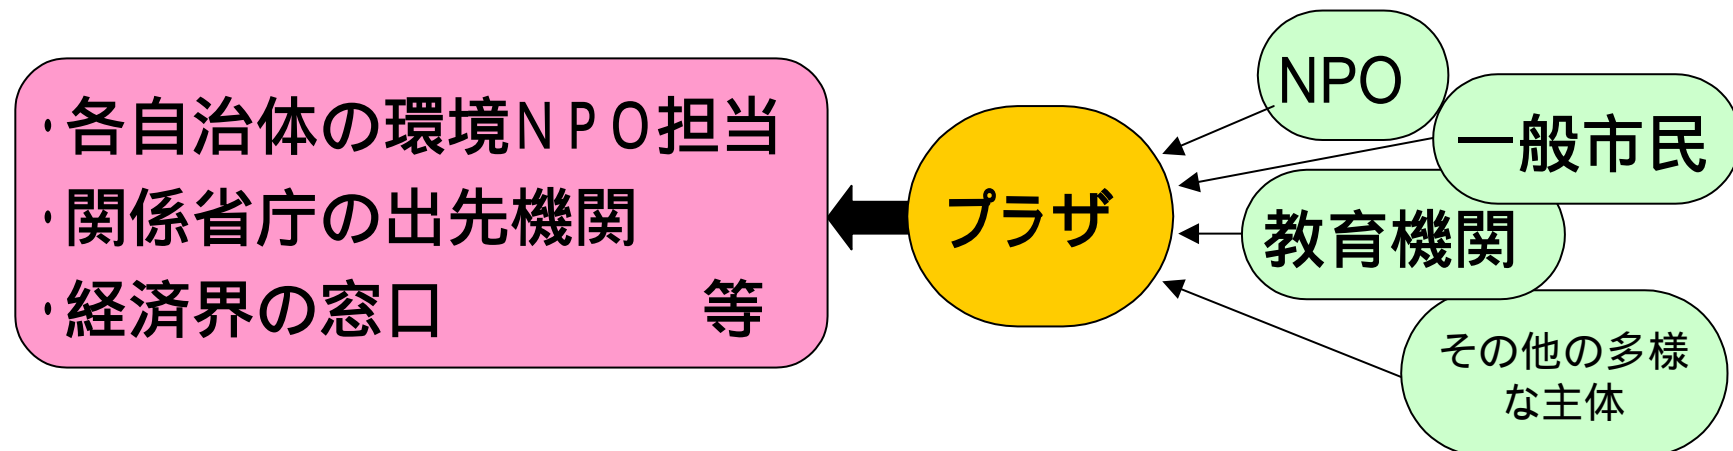 ・各自治体の環境ＮＰＯ担当
・関係省庁の出先機関
・経済界の窓口　　　　等
プラザ
NPO
一般市民
教育機関
その他の多様
な主体